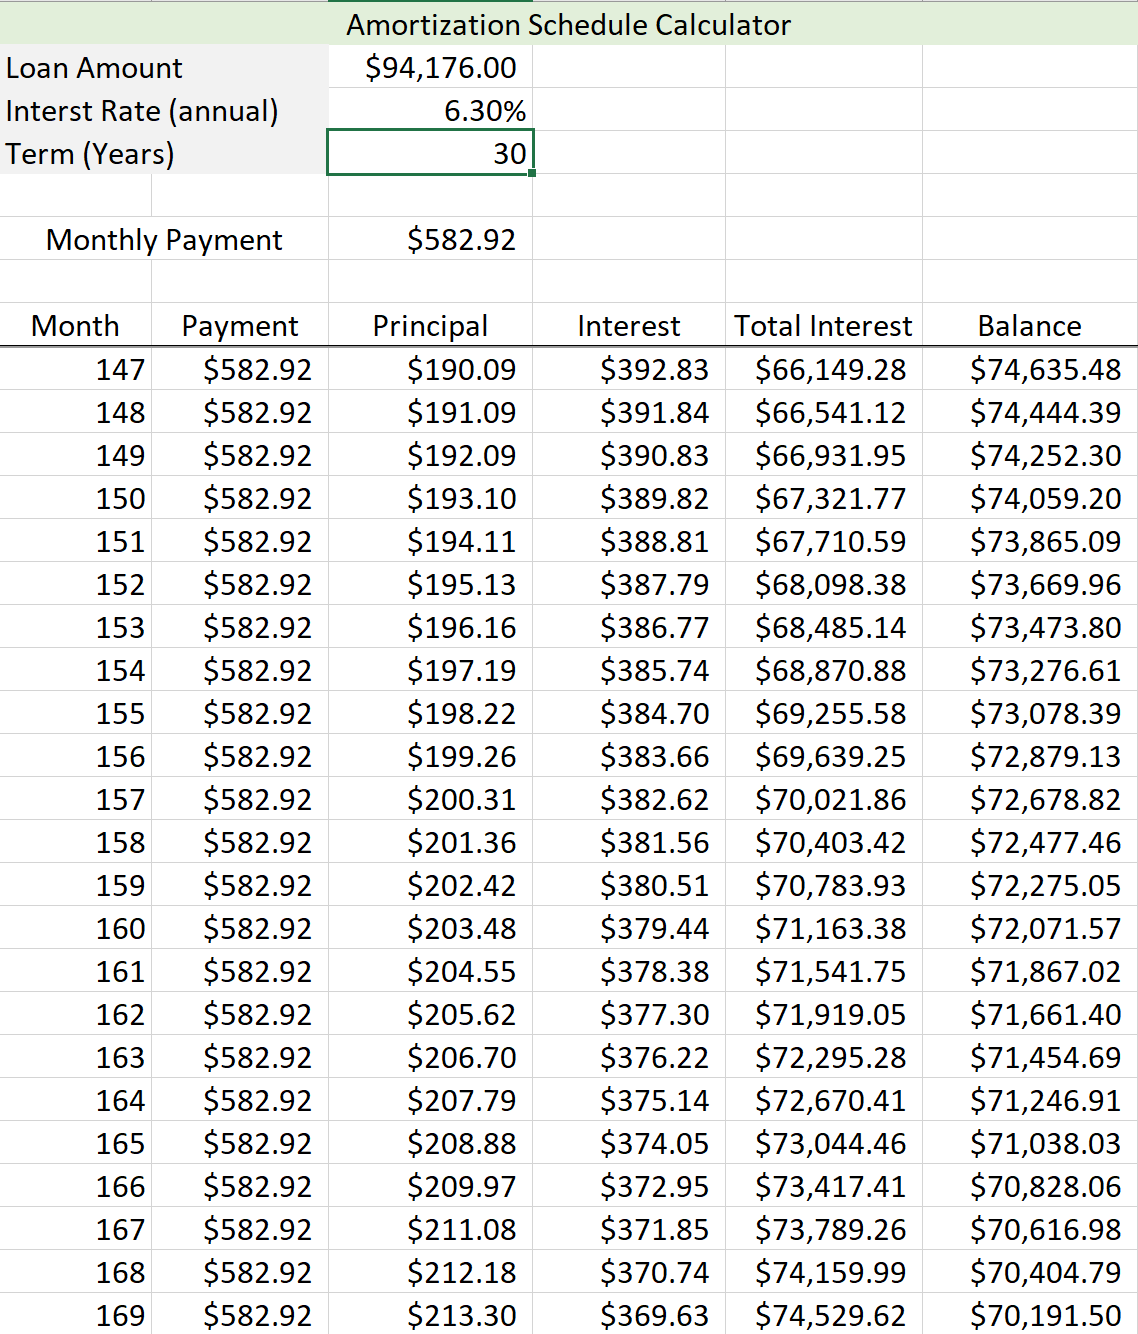 Amortization Schedule Calculator
Loan Amount $94,176.00
Interst Rate (annual) 6.30%
Term (Years) 30
Monthly Payment $582.92
Month Payment Principal Interest Total Interest Balance
147 $582.92 $190.09 $392.83 $66,149.28 $74,635.48
148 $582.92 $191.09 $391.84 $66,541.12 $74,444.39
149 $582.92 $192.09 $390.83 $66,931.95 $74,252.30
150 $582.92 $193.10 $389.82 $67,321.77 $74,059.20
151 $582.92 $194.11 $388.81 $67,710.59 $73,865.09
152 $582.92 $195.13 $387.79 $68,098.38 $73,669.96
153 $582.92 $196.16 $386.77 $68,485.14 $73,473.80
154 $582.92 $197.19 $385.74 $68,870.88 $73,276.61
155 $582.92 $198.22 $384.70 $69,255.58 $73,078.39
156 $582.92 $199.26 $383.66 $69,639.25 $72,879.13
157 $582.92 $200.31 $382.62 $70,021.86 $72,678.82
158 $582.92 $201.36 $381.56 $70,403.42 $72,477.46
159 $582.92 $202.42 $380.51 $70,783.93 $72,275.05
160 $582.92 $203.48 $379.44 $71,163.38 $72,071.57
161 $582.92 $204.55 $378.38 $71,541.75 $71,867.02
162 $582.92 $205.62 $377.30 $71,919.05 $71,661.40
163 $582.92 $206.70 $376.22 $72,295.28 $71,454.69
164 $582.92 $207.79 $375.14 $72,670.41 $71,246.91
165 $582.92 $208.88 $374.05 $73,044.46 $71,038.03
166 $582.92 $209.97 $372.95 $73,417.41 $70,828.06
167 $582.92 $211.08 $371.85 $73,789.26 $70,616.98
168 $582.92 $212.18 $370.74 $74,159.99 $70,404.79
169 $582.92 $213.30 $369.63 $74,529.62 $70,191.50